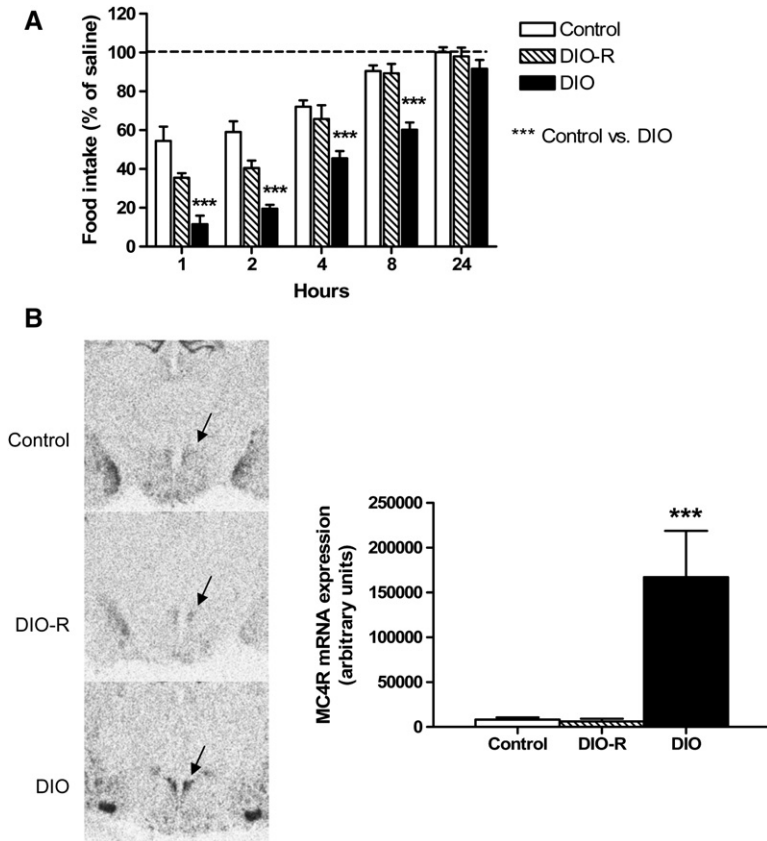 A
Food intake (% of saline)
120
100
80
60
40
20
0
***
***
***
***
1 2 4 8 24
Hours
Control
DIO-R
DIO
*** Control vs. DIO
B
Control
DIO-R
DIO
MC4R mRNA expression
(arbitrary units)
250000
200000
150000
100000
50000
0
***
Control DIO-R DIO